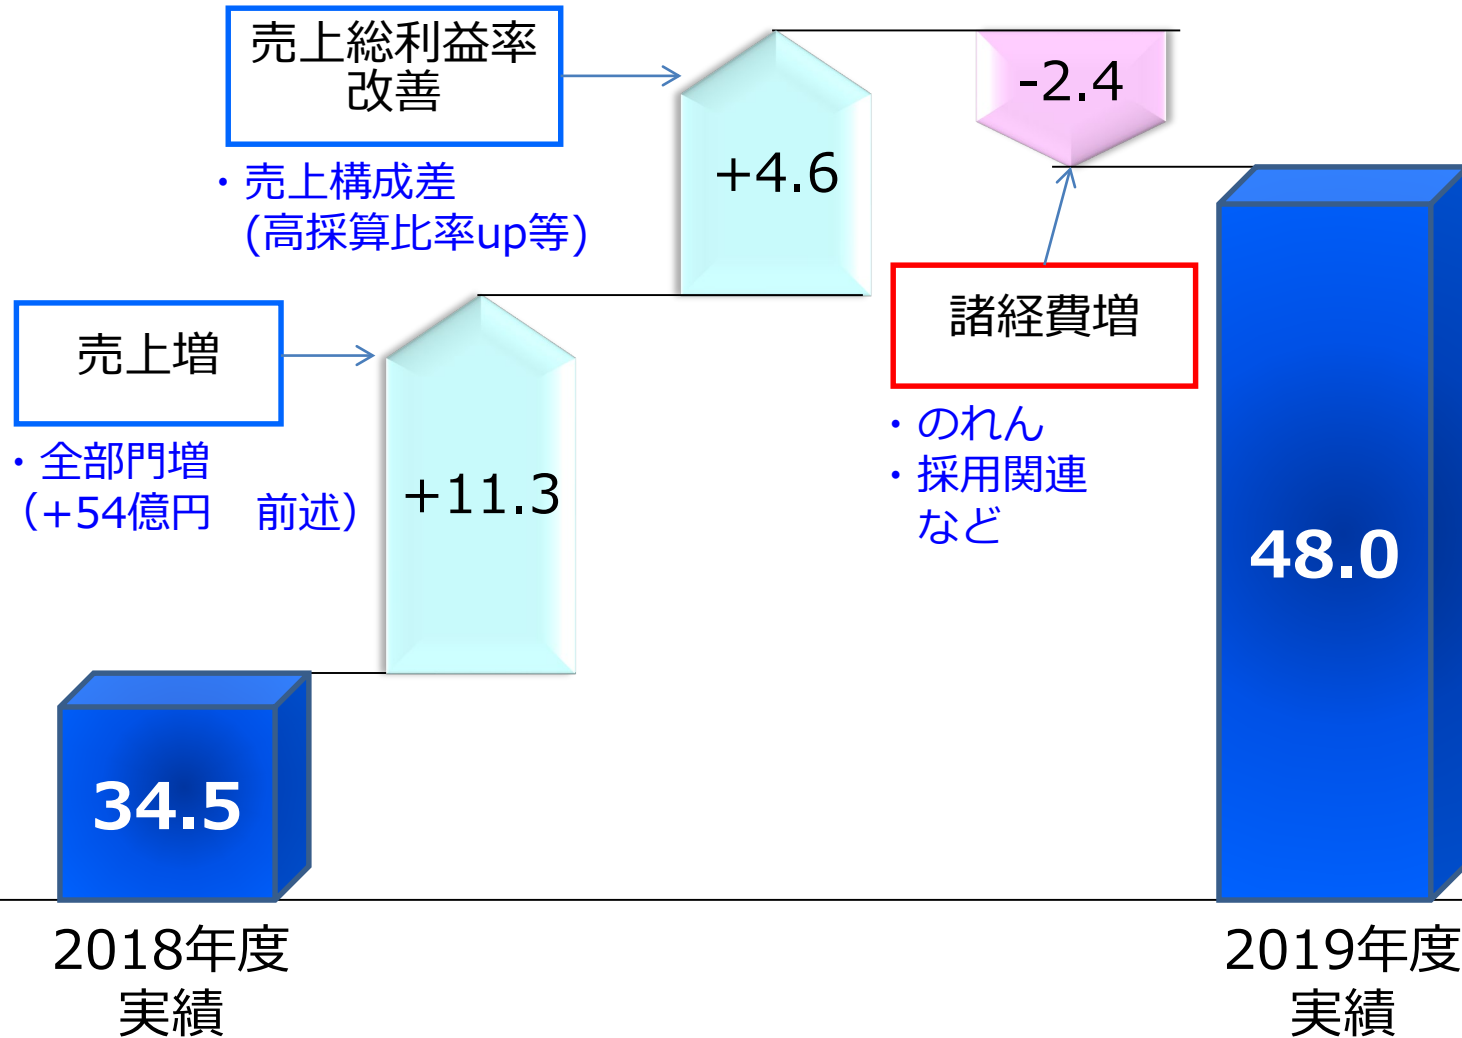 売上総利益率
改善
・売上構成差
(高採算比率up等)
+4.6
-2.4
売上増
・全部門増
（+54億円　前述）
+11.3
諸経費増
・のれん
・採用関連
など
34.5
48.0
2018年度
実績
2019年度
実績